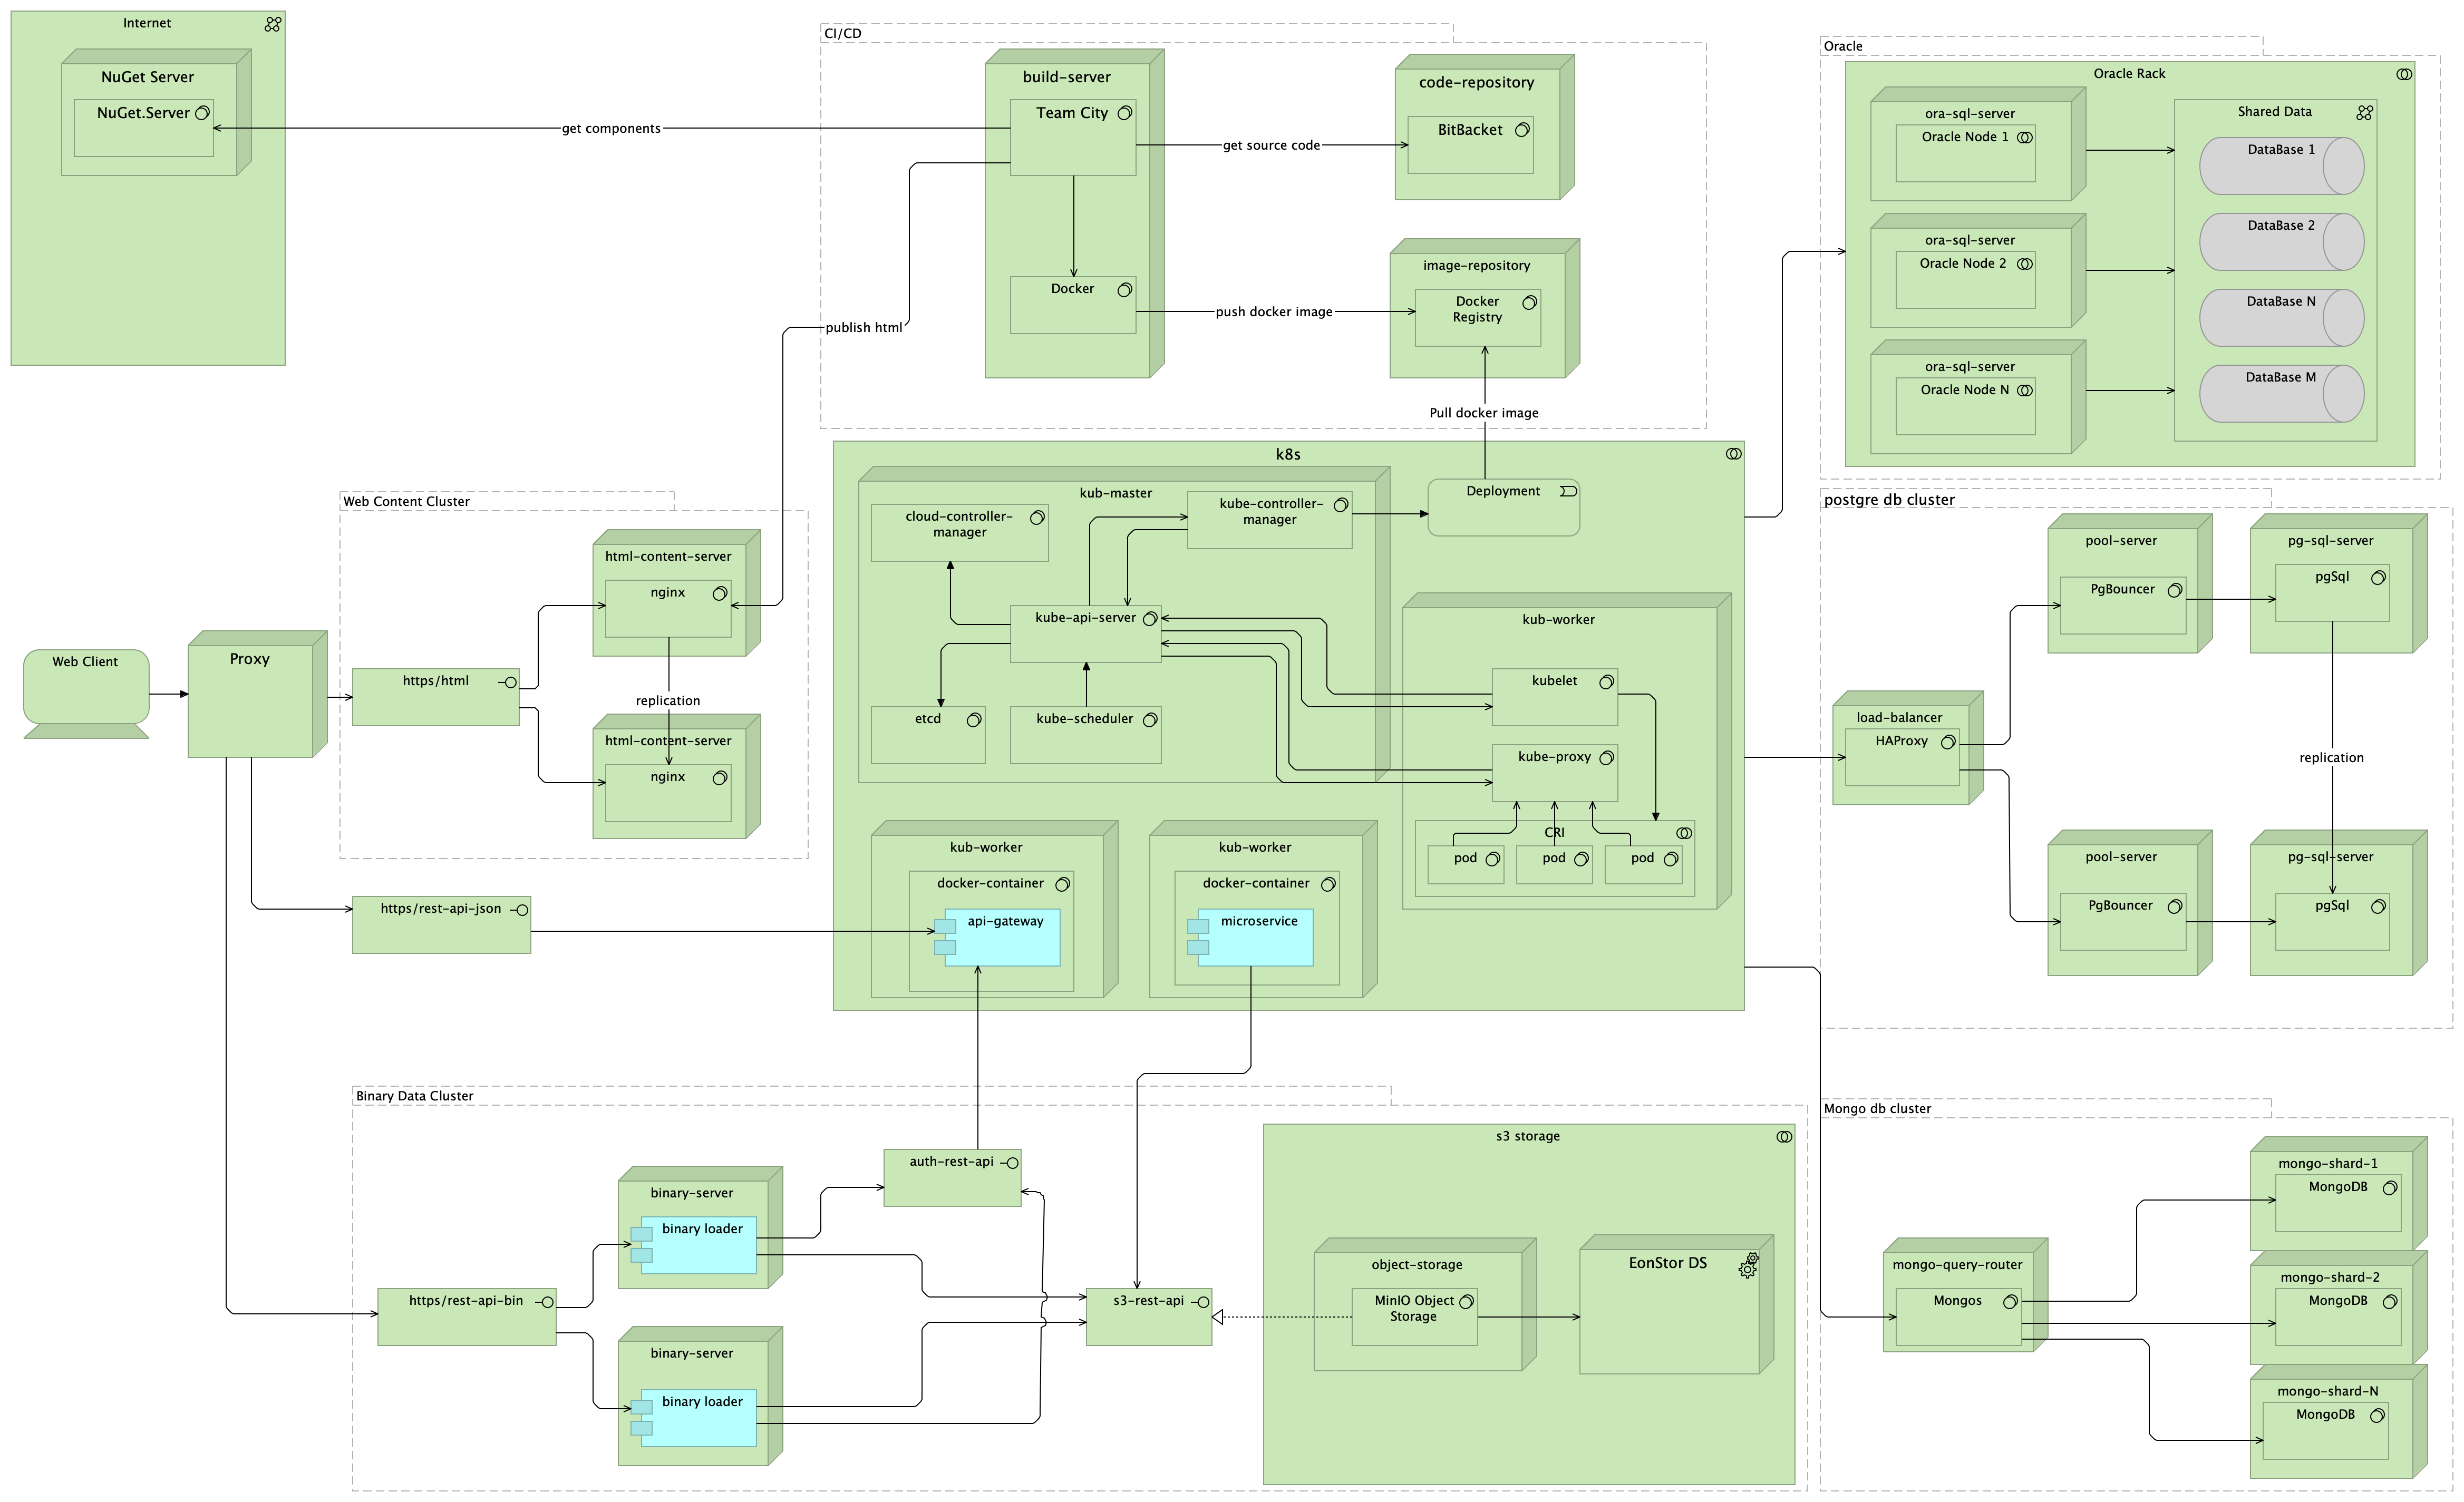 Internet
NuGet Server
NuGet.Server
get components
CI/CD
build-server
Team City
Docker
get source code
code-repository
BitBacket
publish html
push docker image
image-repository
Docker
Registry
Pull docker image
Oracle
Oracle Rack
ora-sql-server
Oracle Node 1
ora-sql-server
Oracle Node 2
ora-sql-server
Oracle Node N
Shared Data
DataBase 1
DataBase 2
DataBase N
DataBase M
Web Client
Proxy
Web Content Cluster
https/html
html-content-server
nginx
replication
html-content-server
nginx
https/rest-api-json
k8s
kub-master
cloud-controller-
manager
kube-controller-
manager
Deployment
kube-api-server
etcd
kube-scheduler
kub-worker
kubelet
kube-proxy
CRI
pod
pod
pod
kub-worker
docker-container
api-gateway
kub-worker
docker-container
microservice
postgre db cluster
load-balancer
HAProxy
pool-server
PgBouncer
pg-sql-server
pgSql
replication
pool-server
PgBouncer
pg-sql-server
pgSql
Binary Data Cluster
https/rest-api-bin
binary-server
binary loader
binary-server
binary loader
auth-rest-api
s3-rest-api
s3 storage
object-storage
MinIO Object
Storage
EonStor DS
Mongo db cluster
mongo-query-router
Mongos
mongo-shard-1
MongoDB
mongo-shard-2
MongoDB
mongo-shard-N
MongoDB